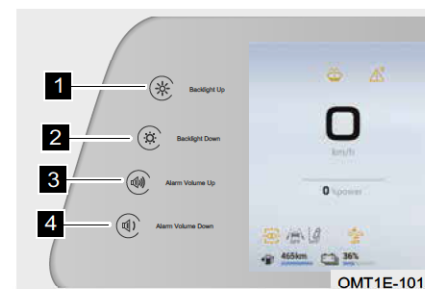 1 Backlight Up
2 Backlight Down
3 Alarm Volume Up
4 Alarm Volume Down
0
km/h
0 %power
465km 36%
OMT1E-101